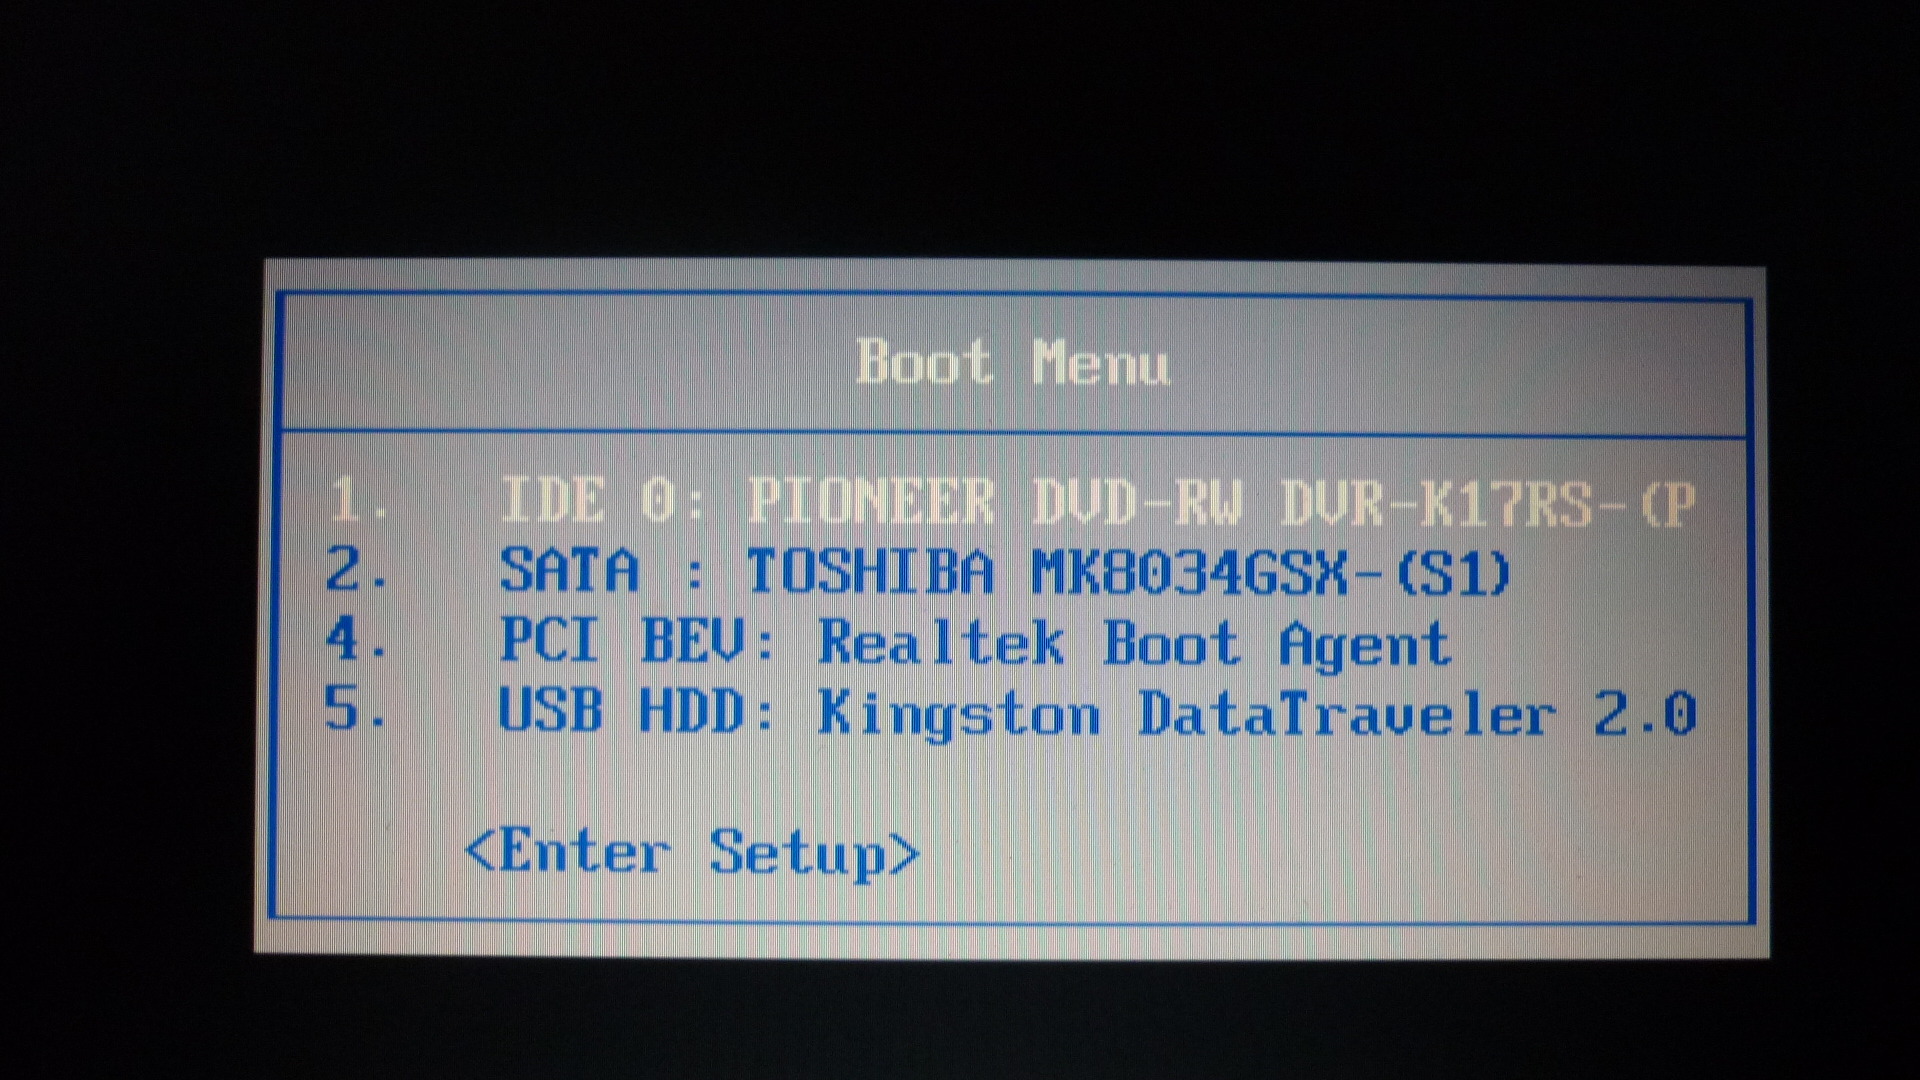 Boot Menu
1. IDE 0: PIONEER DVD-RW DVR-K17RS-(P
2. SATA : TOSHIBA MK8034GSX-(S1)
4. PCI BEV: Realtek Boot Agent
5. USB HDD: Kingston DataTraveler 2.0
<Enter Setup>